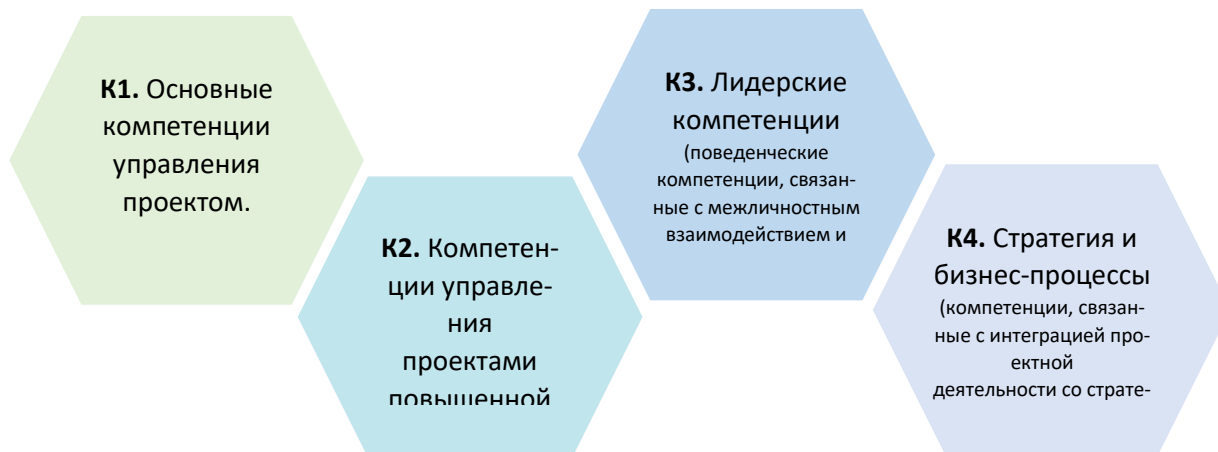 К1. Основные
компетенции
управления
проектом.
К2. Компетен-
ции управле-
ния
проектами
повышенной
К3. Лидерские
компетенции
(поведенческие
компетенции, связан-
ные с межличностным
взаимодействием и
К4. Стратегия и
бизнес-процессы
(компетенции, связан-
ные с интеграцией про-
ектной
деятельности со страте-